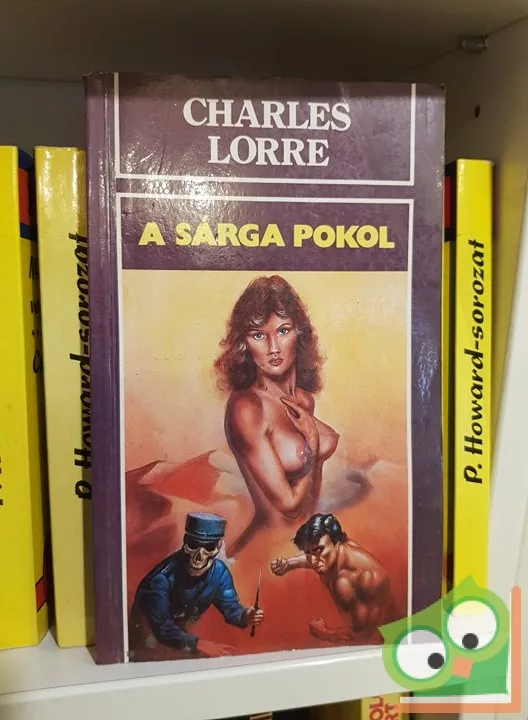 CHARLES
LORRE
A SÁRGA POKOL
P. Howard-sorozat
P. Howard-sorozat